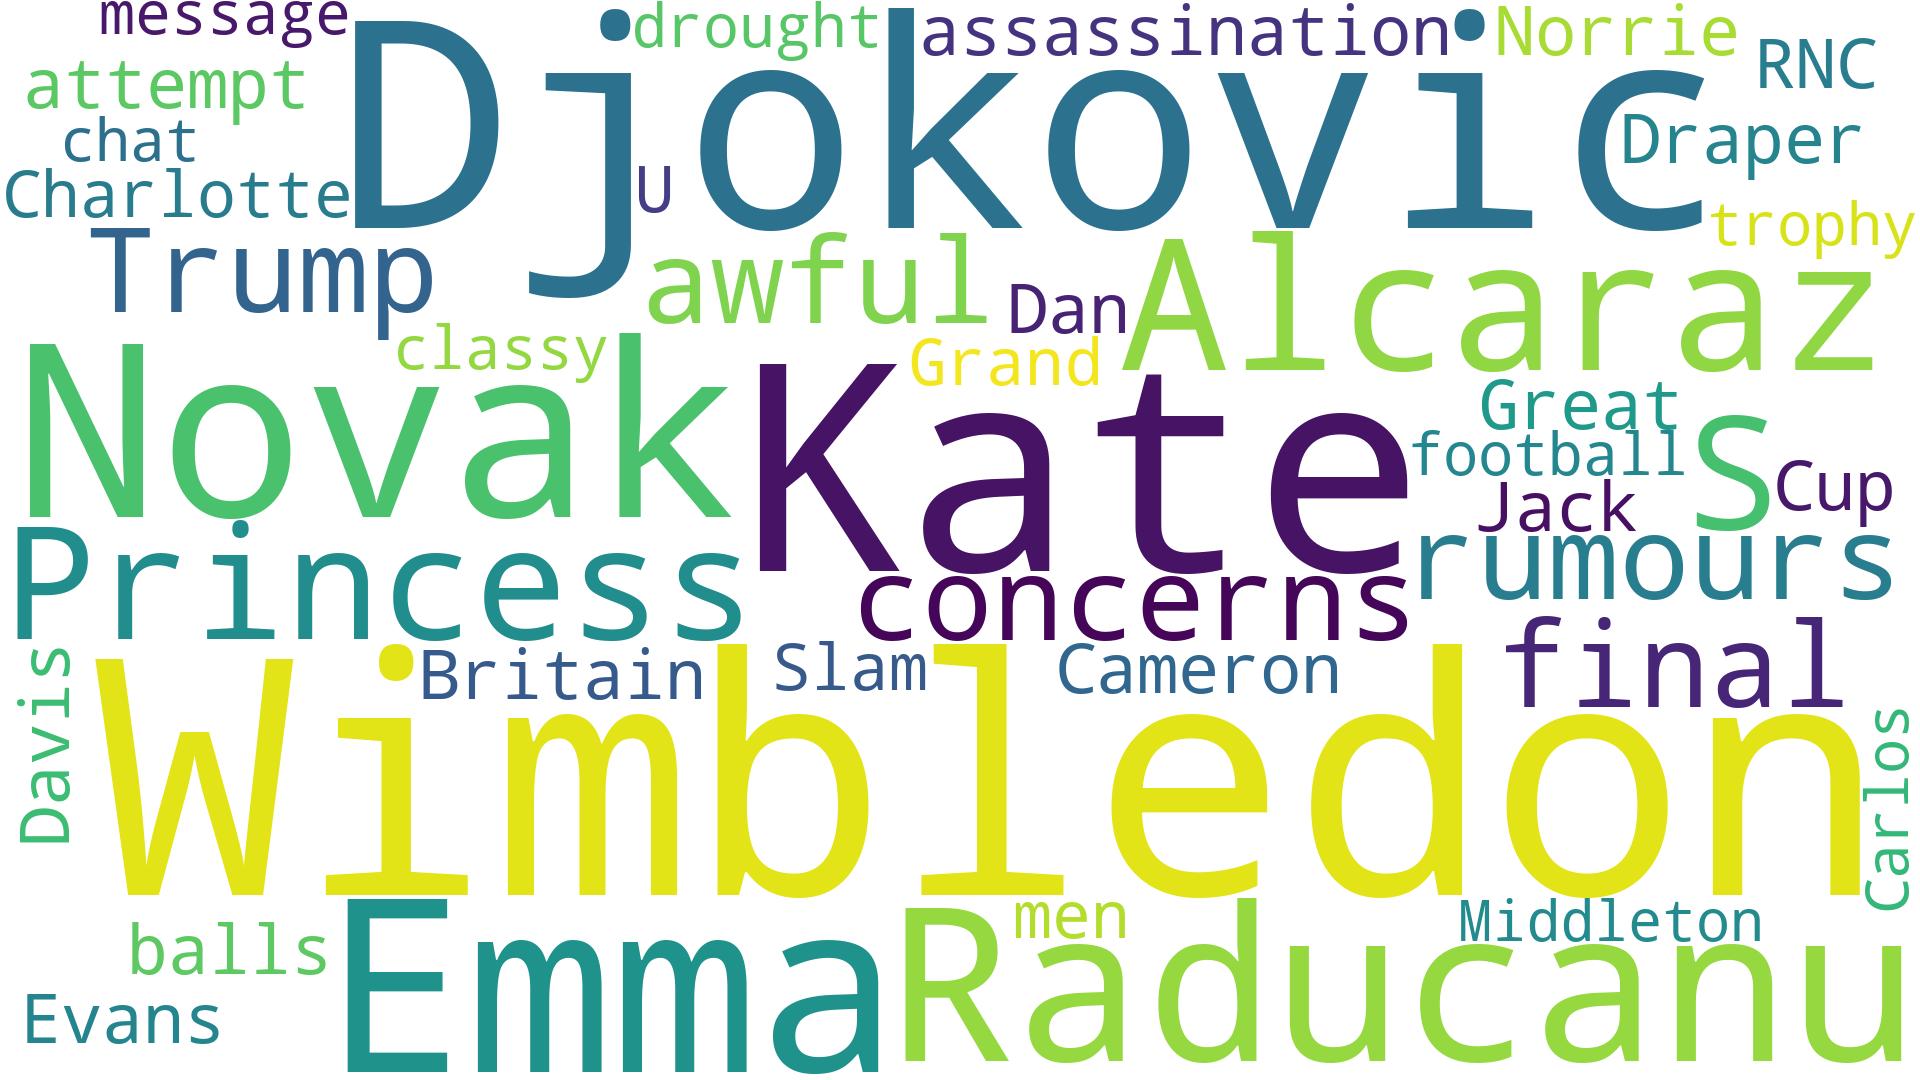 message
Djokovic
drought
assassination
Norrie
RNC
attempt
chat
Draper
Charlotte
U
trophy
Trump
awful
Dan
Alcaraz
classy
Grand
Novak
Kate
Great
football
S
Cup
Jack
Princess
concerns
rumours
Davis
Britain
Slam
Cameron
final
Wimbledon
Carlos
balls
Emma
Raducanu
men
Middleton
Evans